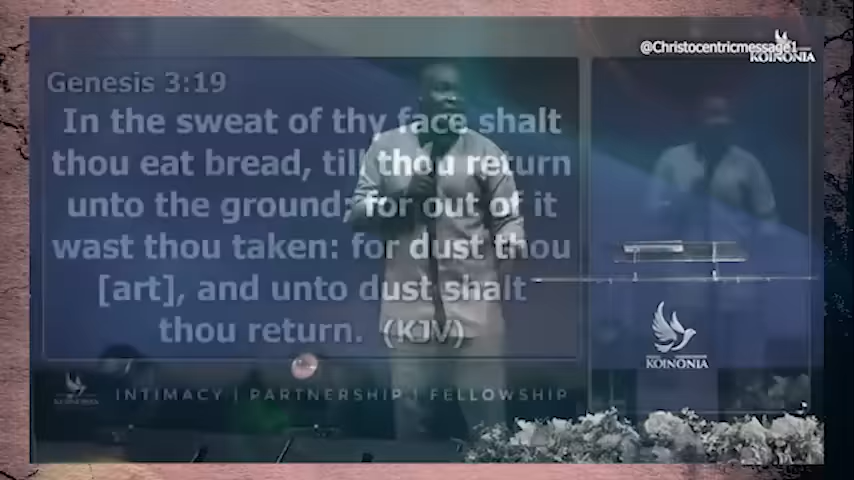 @Christocentricmessage1
KOINONIA
Genesis 3:19
In the sweat of thy face shalt
thou eat bread, till thou return
unto the ground; for out of it
wast thou taken: for dust thou
[art], and unto dust shalt
thou return. (KJV)
KOINONIA
KOINONIA
INTIMACY | PARTNERSHIP | FELLOWSHIP